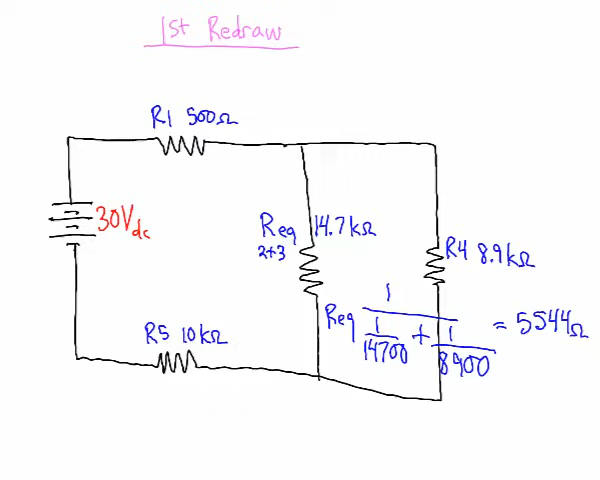 1st Redraw
R1 500Ω
30Vdc
Req 14.7kΩ
2+3
R4 8.9kΩ
Req 1 / (1/14700 + 1/8900) = 5544Ω
R5 10kΩ